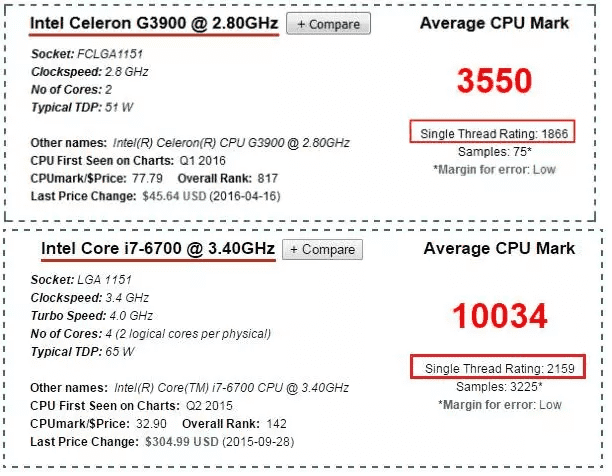 Intel Celeron G3900 @ 2.80GHz + Compare Average CPU Mark
Socket: FCLGA1151
Clockspeed: 2.8 GHz
No of Cores: 2
Typical TDP: 51 W
3550
Single Thread Rating: 1866
Samples: 75*
*Margin for error: Low
Other names: Intel(R) Celeron(R) CPU G3900 @ 2.80GHz
CPU First Seen on Charts: Q1 2016
CPUmark/$Price: 77.79 Overall Rank: 817
Last Price Change: $45.64 USD (2016-04-16)
Intel Core i7-6700 @ 3.40GHz + Compare Average CPU Mark
Socket: LGA 1151
Clockspeed: 3.4 GHz
Turbo Speed: 4.0 GHz
No of Cores: 4 (2 logical cores per physical)
Typical TDP: 65 W
10034
Single Thread Rating: 2159
Samples: 3225*
*Margin for error: Low
Other names: Intel(R) Core(TM) i7-6700 CPU @ 3.40GHz
CPU First Seen on Charts: Q2 2015
CPUmark/$Price: 32.90 Overall Rank: 142
Last Price Change: $304.99 USD (2015-09-28)